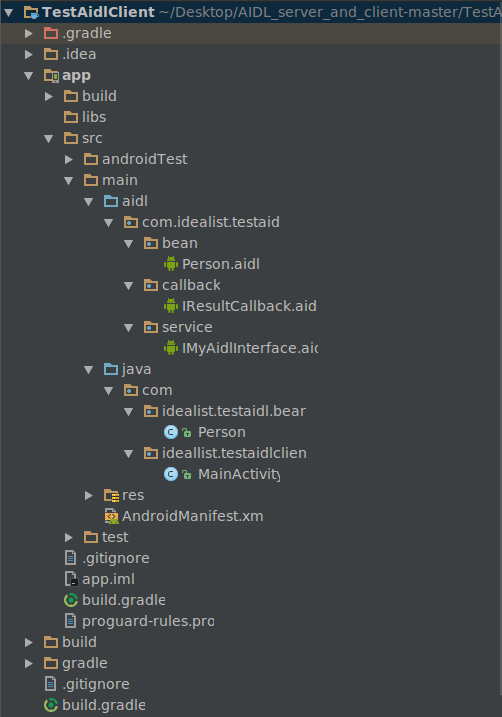 TestAidlClient ~/Desktop/AIDL_server_and_client-master/TestA
.gradle
.idea
app
build
libs
src
androidTest
main
aidl
com.idealist.testaid
bean
Person.aidl
callback
IResultCallback.aid
service
IMyAidlInterface.aic
java
com
idealist.testaidl.bear
Person
ideallist.testaidlclien
MainActivity
res
AndroidManifest.xm
test
.gitignore
app.iml
build.gradle
proguard-rules.pro
build
gradle
.gitignore
build.gradle